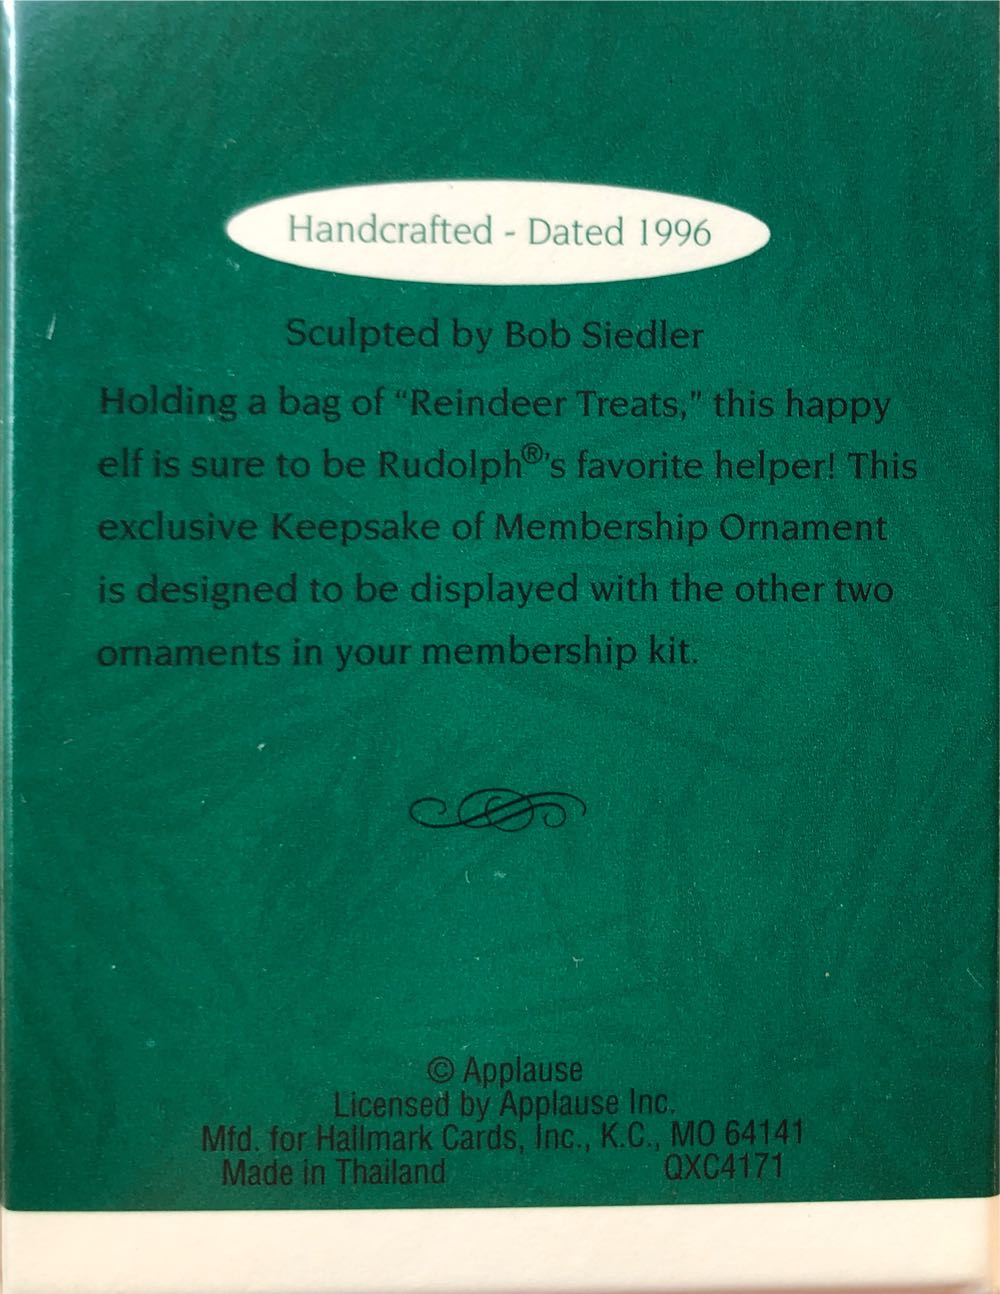 Handcrafted - Dated 1996
Sculpted by Bob Siedler
Holding a bag of “Reindeer Treats,” this happy
elf is sure to be Rudolph®’s favorite helper! This
exclusive Keepsake of Membership Ornament
is designed to be displayed with the other two
ornaments in your membership kit.
© Applause
Licensed by Applause Inc.
Mfd. for Hallmark Cards, Inc., K.C., MO 64141
Made in Thailand QXC4171